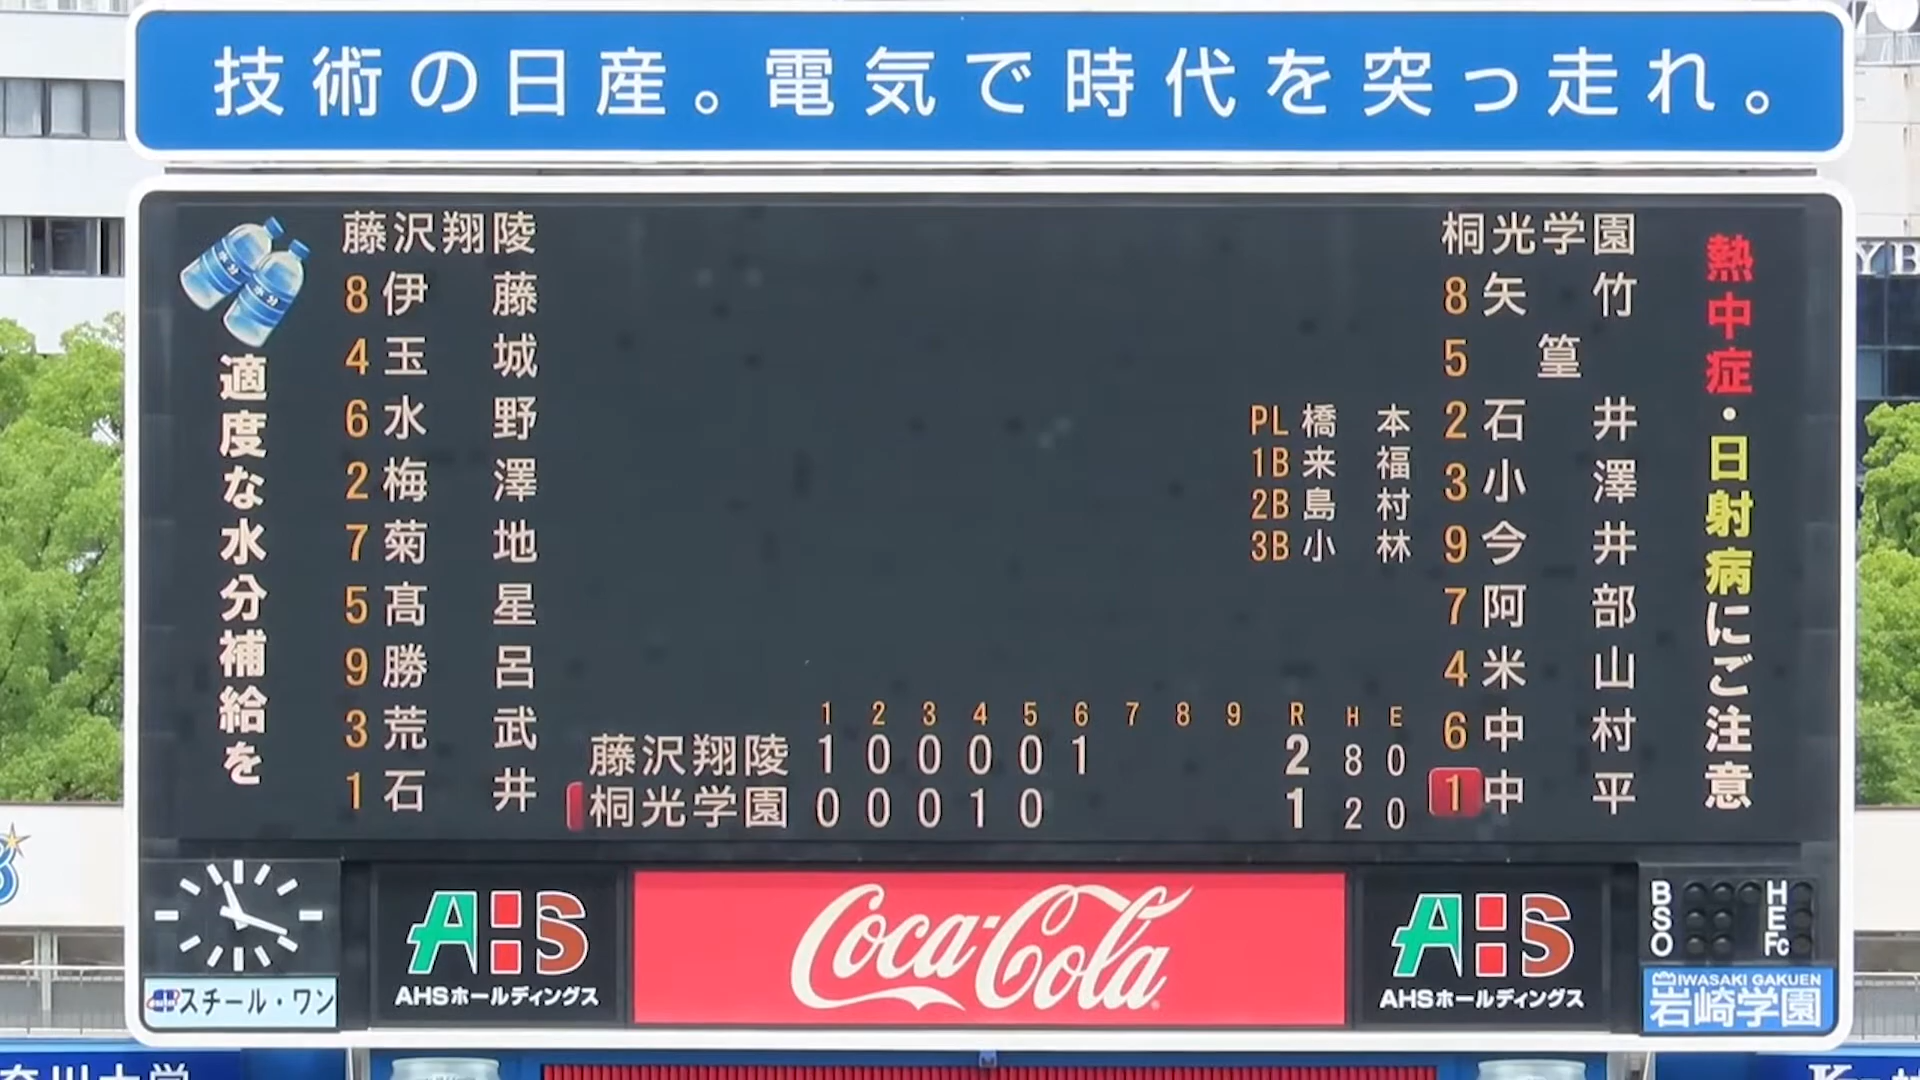 技術の日産。電気で時代を突っ走れ。
水分
水分
適度な水分補給を
藤沢翔陵
8 伊藤
4 玉城
6 水野
2 梅澤
7 菊地
5 髙星
9 勝呂
3 荒武
1 石井
PL 橋本
1B 来福
2B 島村
3B 小林
桐光学園
8 矢竹
5 篁
2 石井
3 小澤
9 今井
7 阿部
4 米山
6 中村
1 中平
熱中症・日射病にご注意
1 2 3 4 5 6 7 8 9 R H E
藤沢翔陵 1 0 0 0 0 1 2 8 0
桐光学園 0 0 0 1 0 1 2 0
スチール・ワン
AHS
AHSホールディングス
Coca-Cola
AHS
AHSホールディングス
B H
S E
O Fc
IWASAKI GAKUEN
岩崎学園
YB